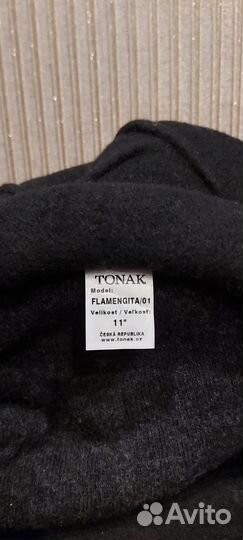 TONAK
Model:
FLAMENGITA/01
Velikost / Veľkosť:
11"
ČESKÁ REPUBLIKA
www.tonak.cz
Avito